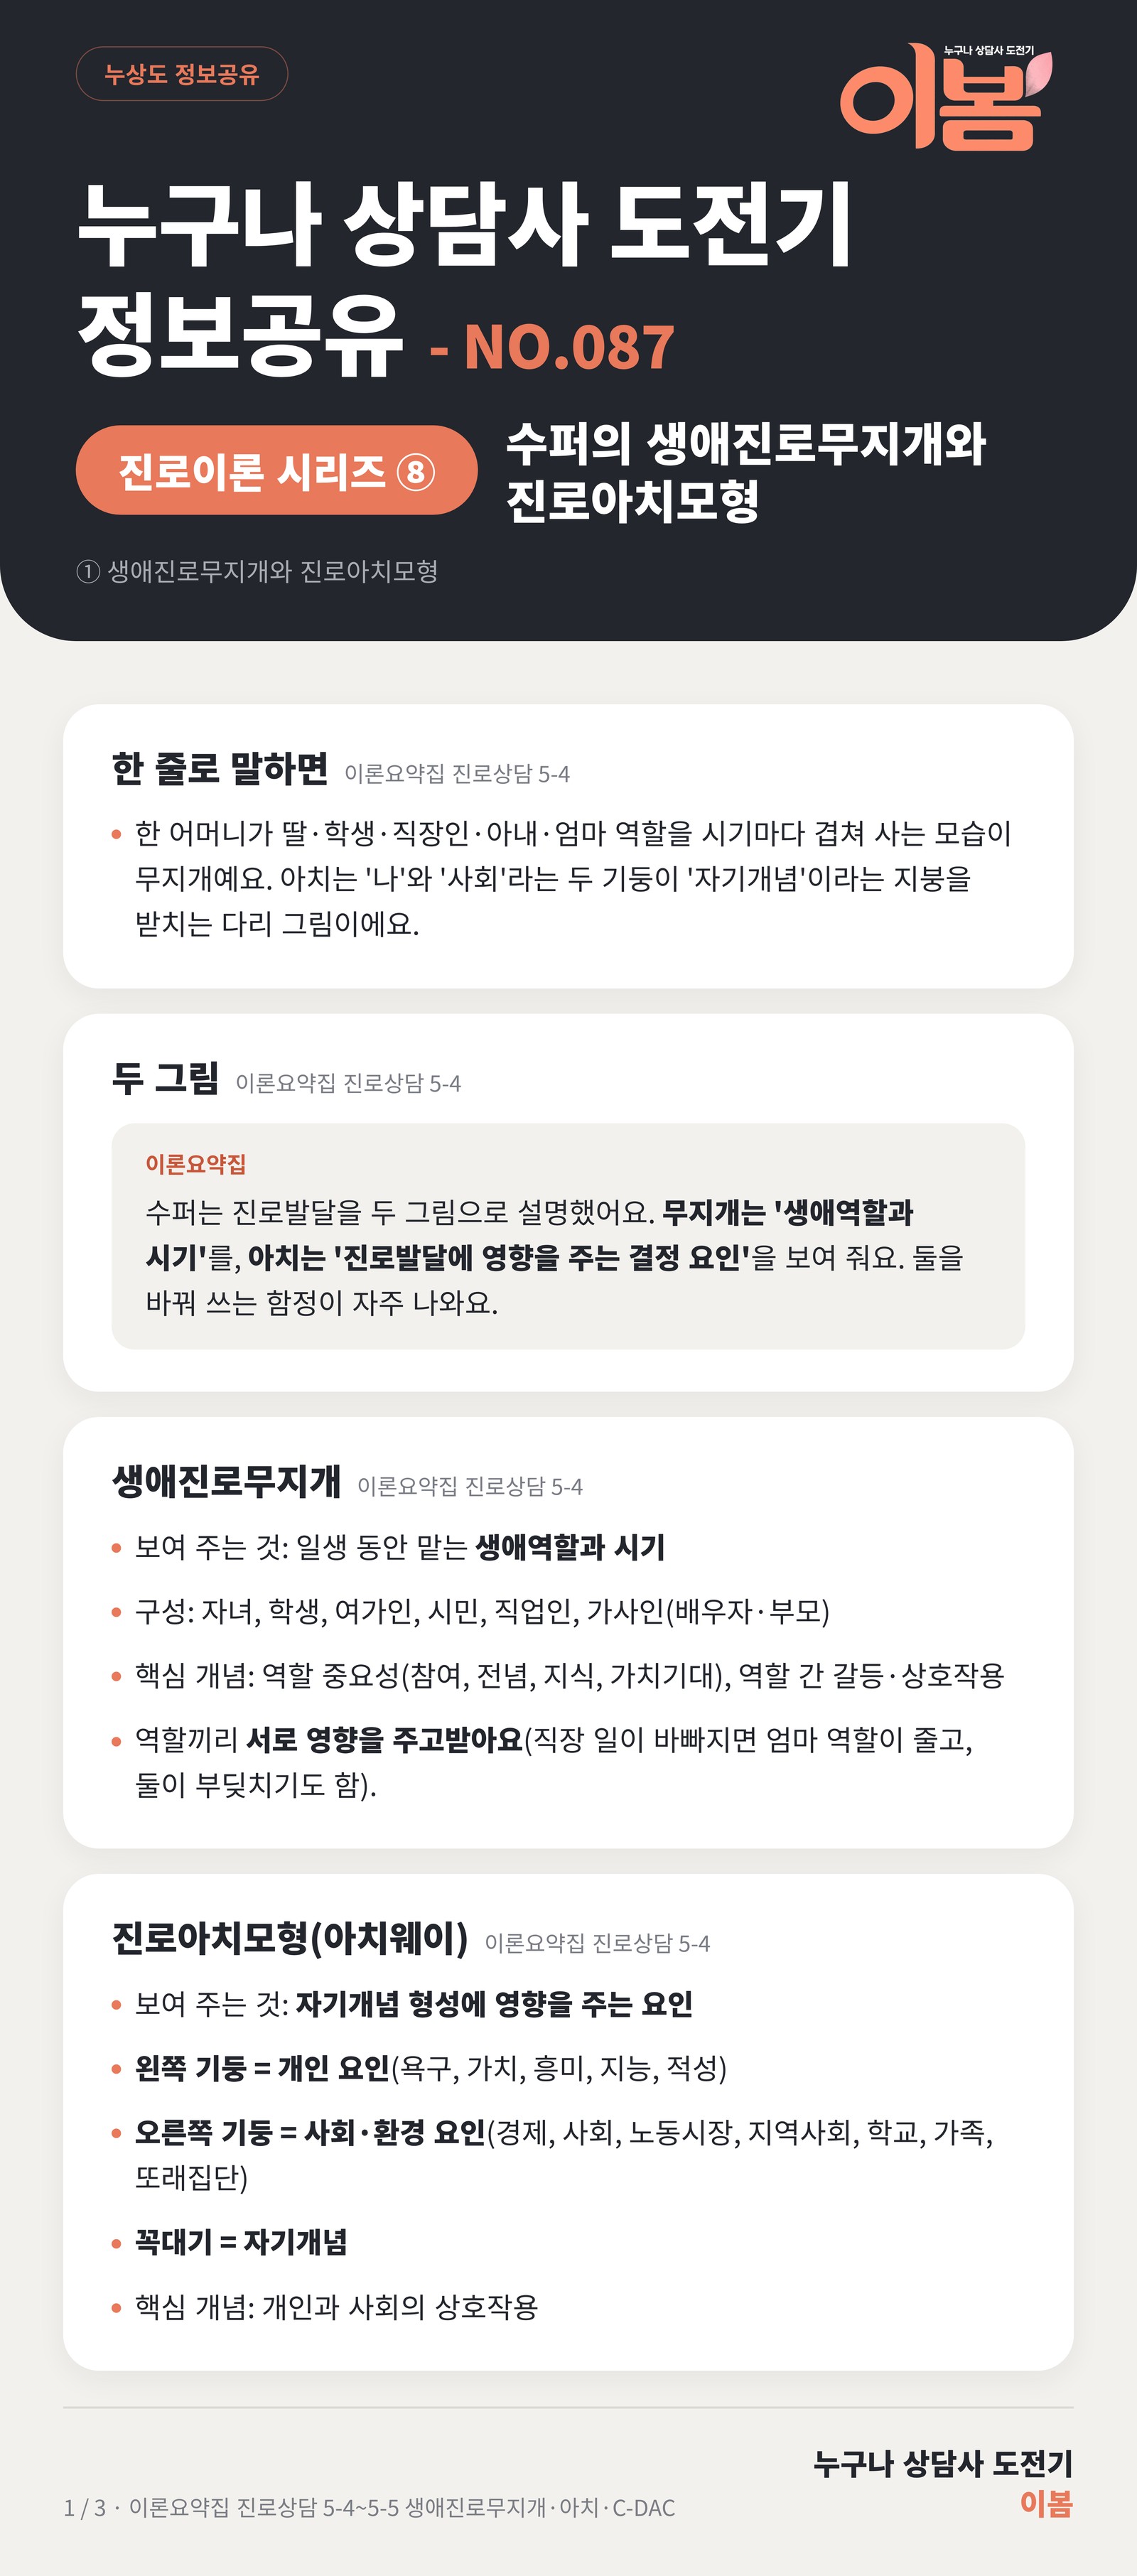 누상도 정보공유
누구나 상담사 도전기
이봄
누구나 상담사 도전기
정보공유 - NO.087
진로이론 시리즈 ⑧
수퍼의 생애진로무지개와
진로아치모형
① 생애진로무지개와 진로아치모형
한 줄로 말하면 이론요약집 진로상담 5-4
• 한 어머니가 딸·학생·직장인·아내·엄마 역할을 시기마다 겹쳐 사는 모습이
무지개예요. 아치는 '나'와 '사회'라는 두 기둥이 '자기개념'이라는 지붕을
받치는 다리 그림이에요.
두 그림 이론요약집 진로상담 5-4
이론요약집
수퍼는 진로발달을 두 그림으로 설명했어요. 무지개는 '생애역할과
시기'를, 아치는 '진로발달에 영향을 주는 결정 요인'을 보여 줘요. 둘을
바꿔 쓰는 함정이 자주 나와요.
생애진로무지개 이론요약집 진로상담 5-4
• 보여 주는 것: 일생 동안 맡는 생애역할과 시기
• 구성: 자녀, 학생, 여가인, 시민, 직업인, 가사인(배우자·부모)
• 핵심 개념: 역할 중요성(참여, 전념, 지식, 가치기대), 역할 간 갈등·상호작용
• 역할끼리 서로 영향을 주고받아요(직장 일이 바빠지면 엄마 역할이 줄고,
둘이 부딪치기도 함).
진로아치모형(아치웨이) 이론요약집 진로상담 5-4
• 보여 주는 것: 자기개념 형성에 영향을 주는 요인
• 왼쪽 기둥 = 개인 요인(욕구, 가치, 흥미, 지능, 적성)
• 오른쪽 기둥 = 사회·환경 요인(경제, 사회, 노동시장, 지역사회, 학교, 가족,
또래집단)
• 꼭대기 = 자기개념
• 핵심 개념: 개인과 사회의 상호작용
누구나 상담사 도전기
1 / 3 · 이론요약집 진로상담 5-4~5-5 생애진로무지개·아치·C-DAC
이봄